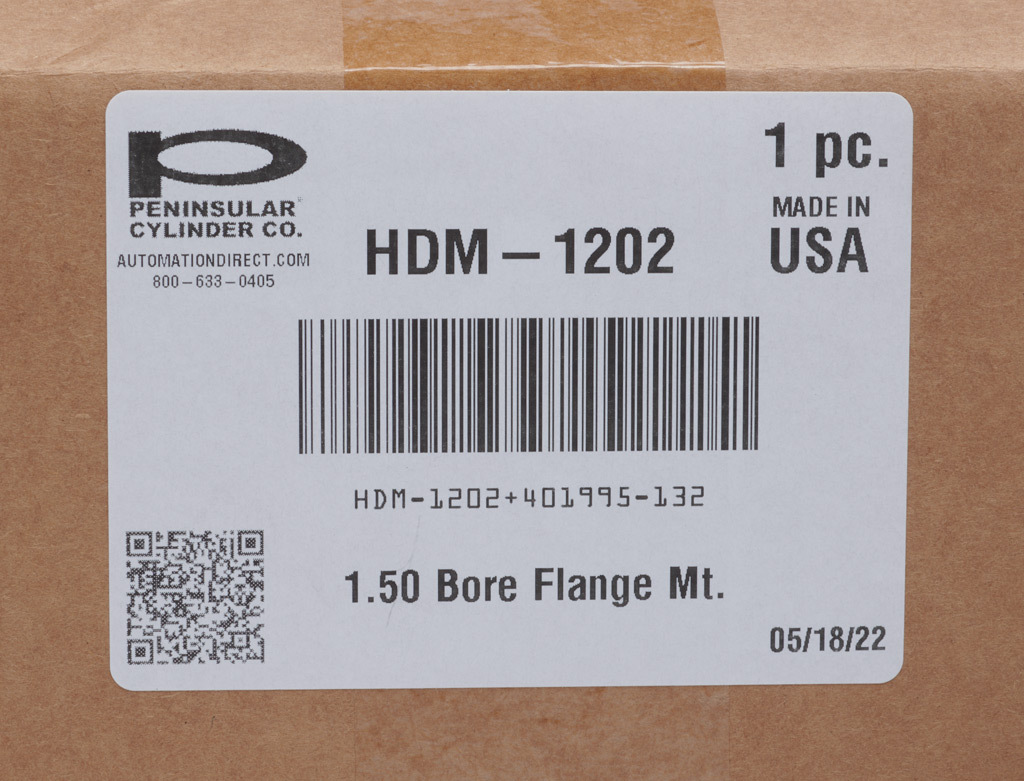 PENINSULAR
CYLINDER CO.
AUTOMATIONDIRECT.COM
800-633-0405
HDM-1202
1 pc.
MADE IN
USA
HDM-1202+401995-132
1.50 Bore Flange Mt.
05/18/22